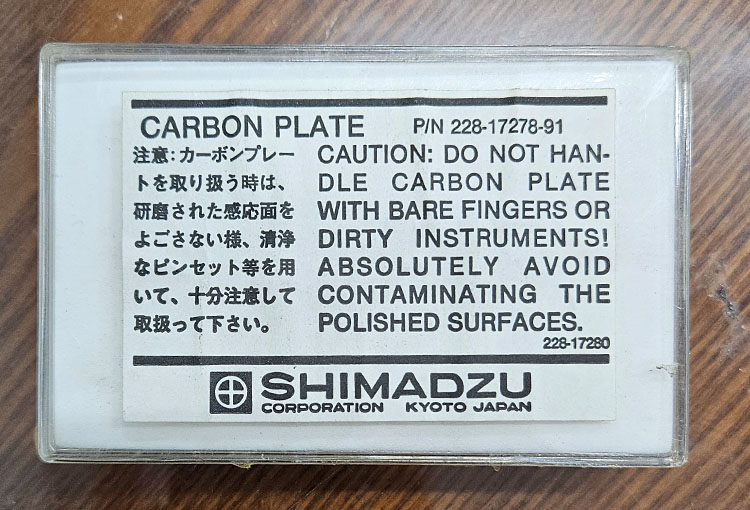 CARBON PLATE P/N 228-17278-91
注意:カーボンプレー
トを取り扱う時は、
研磨された感応面を
よごさない様、清浄
なピンセット等を用
いて、十分注意して
取扱って下さい。
CAUTION: DO NOT HAN-
DLE CARBON PLATE
WITH BARE FINGERS OR
DIRTY INSTRUMENTS!
ABSOLUTELY AVOID
CONTAMINATING THE
POLISHED SURFACES.
228-17280
SHIMADZU
CORPORATION KYOTO JAPAN